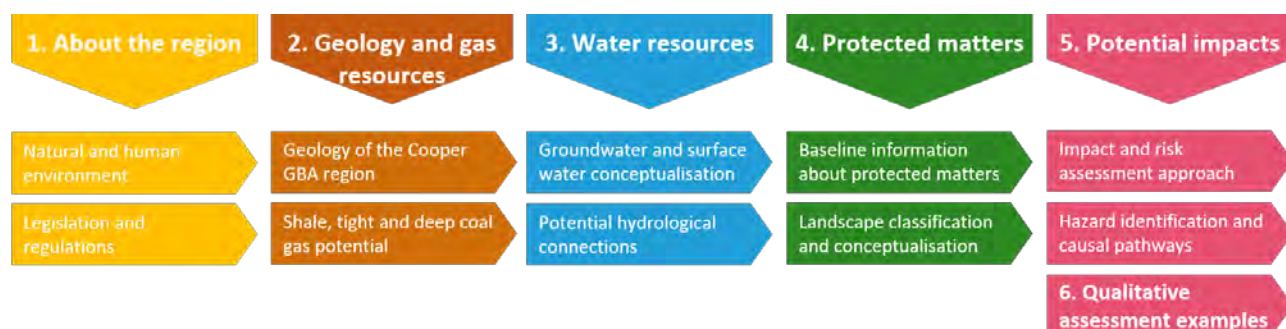 1. About the region
2. Geology and gas
resources
3. Water resources
4. Protected matters
5. Potential impacts
Natural and human
environment
Legislation and
regulations
Geology of the Cooper
GBA region
Shale, tight and deep coal
gas potential
Groundwater and surface
water conceptualisation
Potential hydrological
connections
Baseline information
about protected matters
Landscape classification
and conceptualisation
Impact and risk
assessment approach
Hazard identification and
causal pathways
6. Qualitative
assessment examples